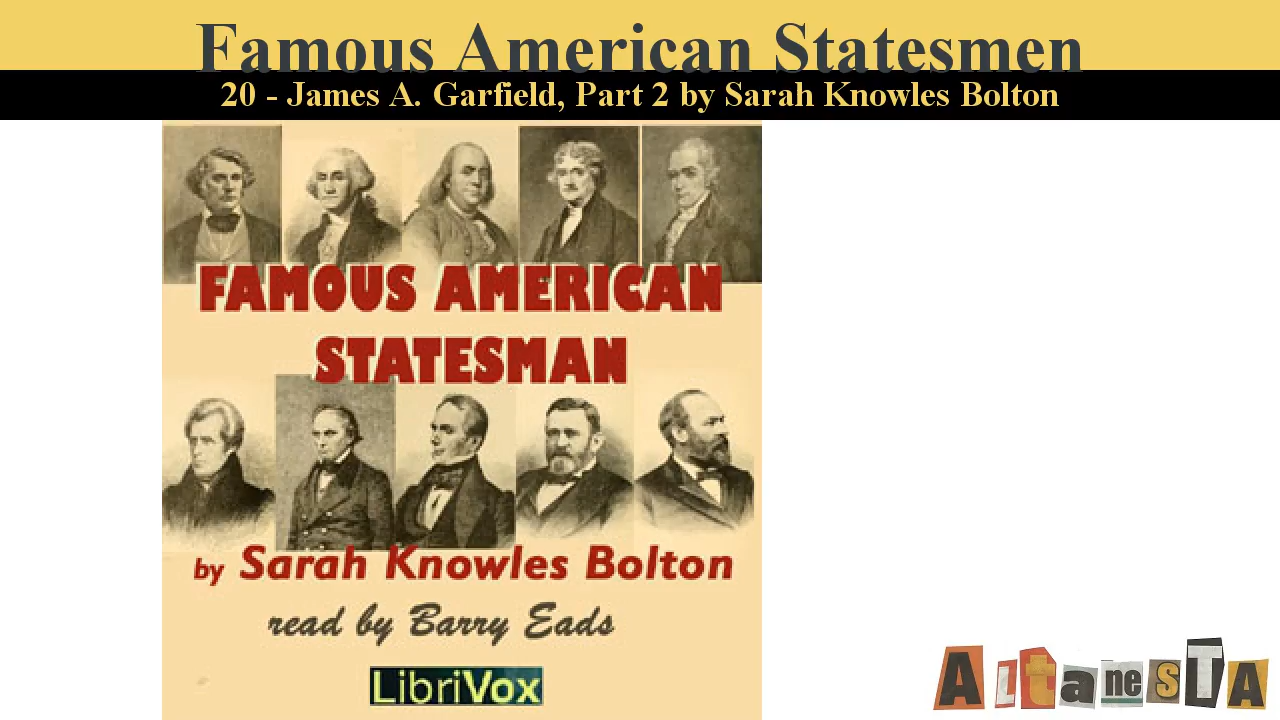 Famous American Statesmen
20 - James A. Garfield, Part 2 by Sarah Knowles Bolton
FAMOUS AMERICAN
STATESMAN
by Sarah Knowles Bolton
read by Barry Eads
LibriVox
AltanesTA